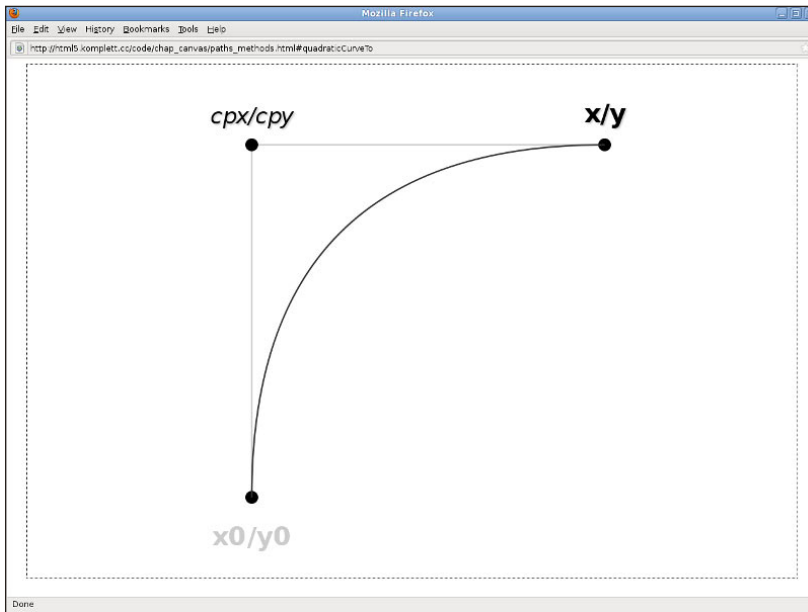 Mozilla Firefox
File Edit View History Bookmarks Tools Help
http://html5.komplett.cc/code/chap_canvas/paths_methods.html#quadraticCurveTo
cpx/cpy x/y
x0/y0
Done